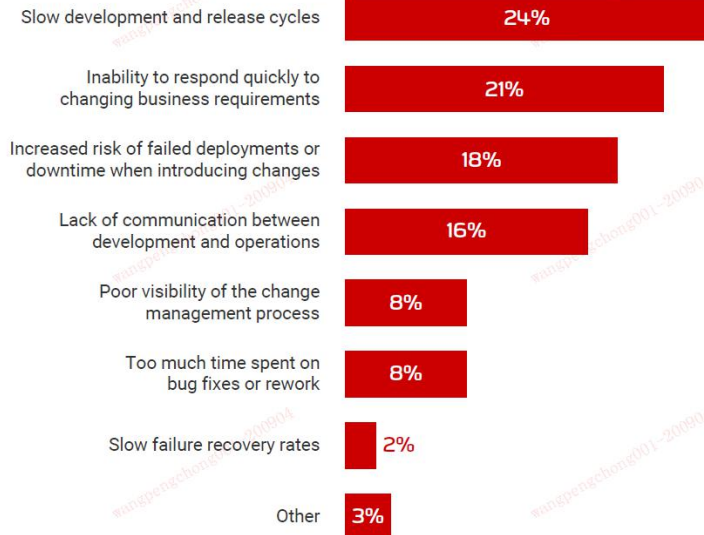 Slow development and release cycles
24%
Inability to respond quickly to
changing business requirements
21%
Increased risk of failed deployments or
downtime when introducing changes
18%
Lack of communication between
development and operations
16%
Poor visibility of the change
management process
8%
Too much time spent on
bug fixes or rework
8%
Slow failure recovery rates
2%
Other
3%
wangpengchong001-200904